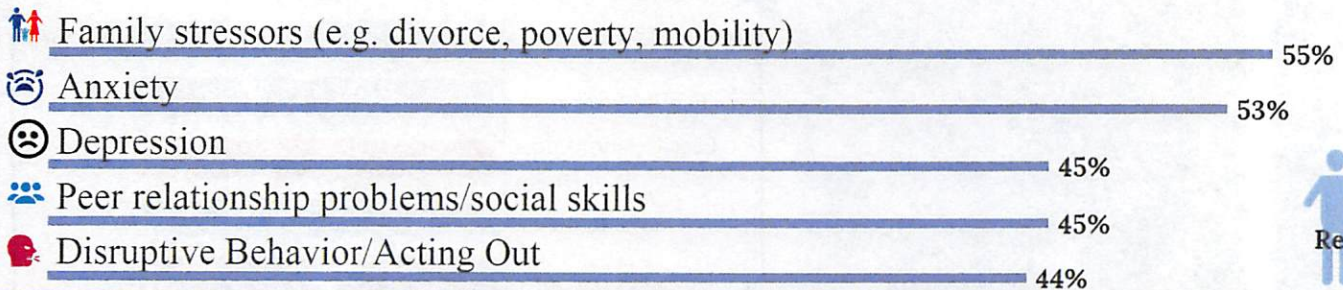 Family stressors (e.g. divorce, poverty, mobility)
55%
Anxiety
53%
Depression
45%
Peer relationship problems/social skills
45%
Disruptive Behavior/Acting Out
44%
Re